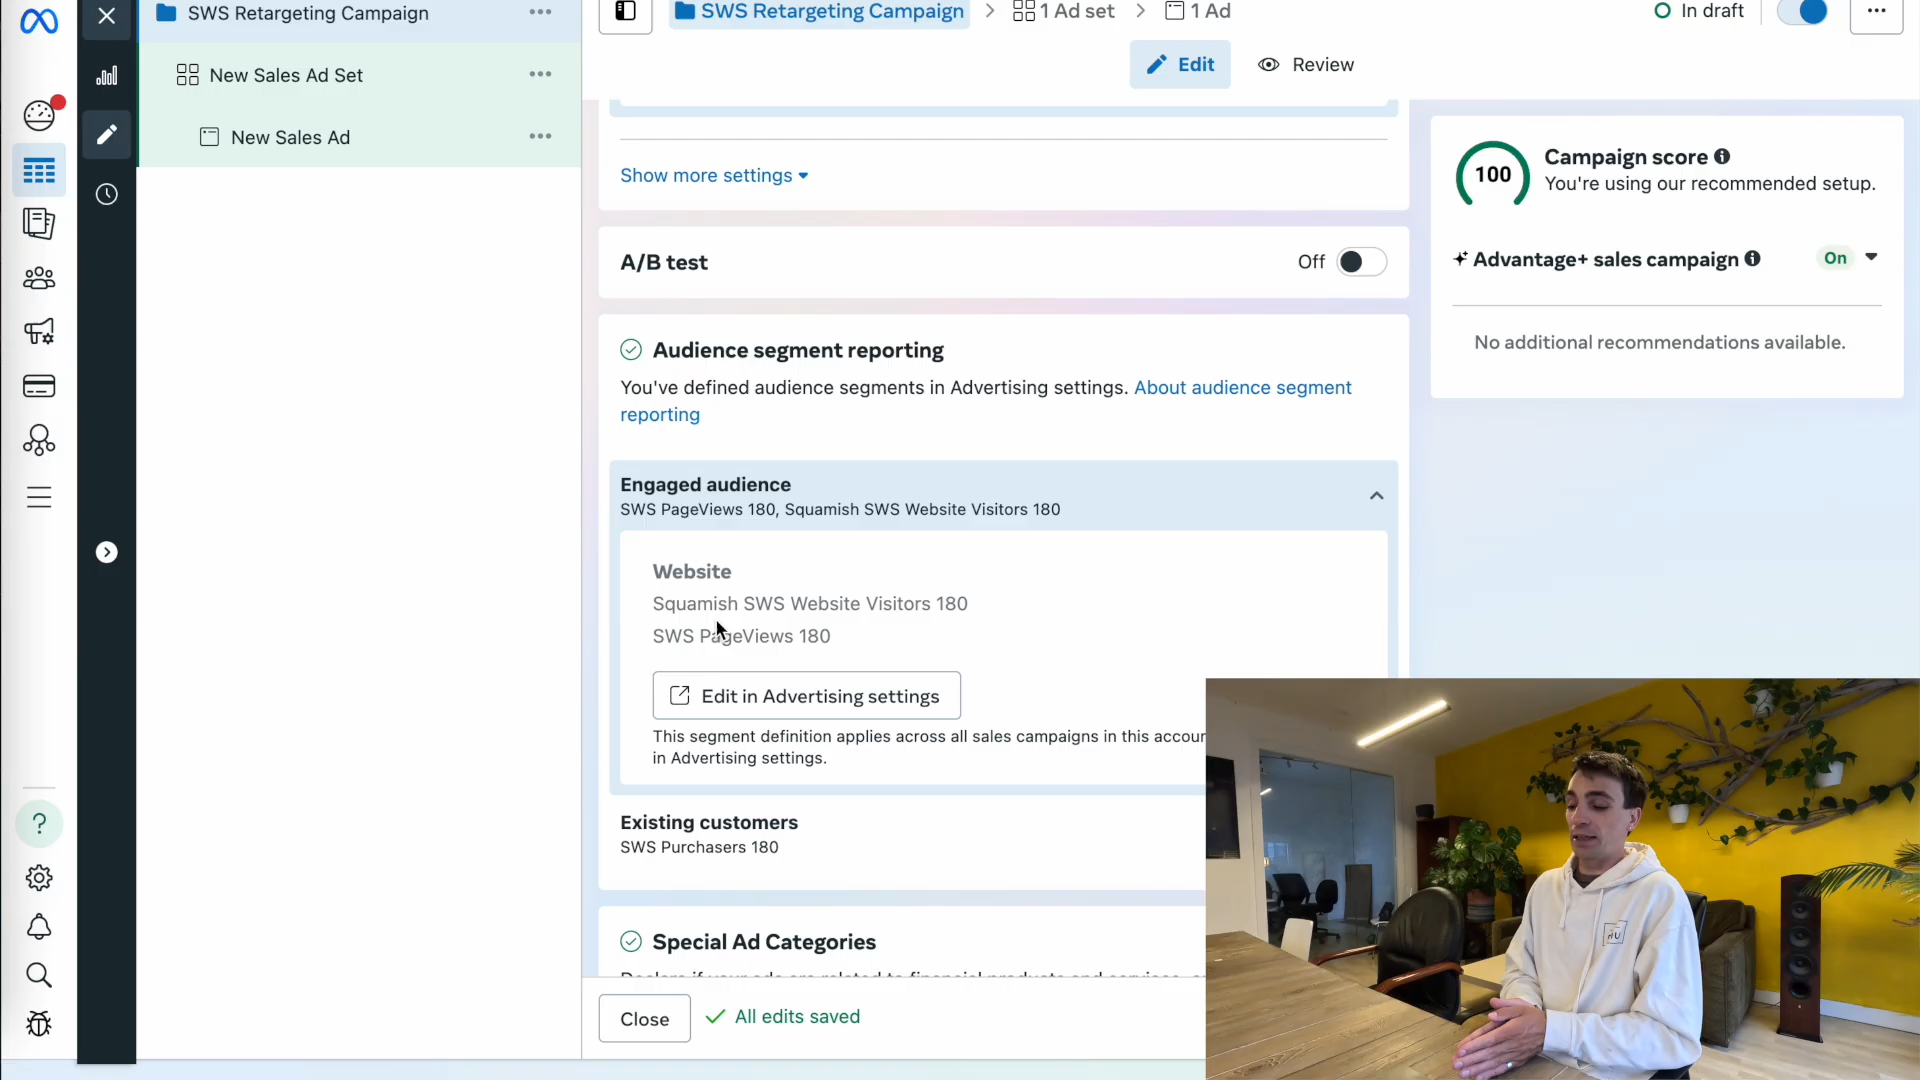 SWS Retargeting Campaign
New Sales Ad Set
New Sales Ad
SWS Retargeting Campaign
1 Ad set
1 Ad
In draft
Edit
Review
Show more settings
A/B test
Off
Audience segment reporting
You've defined audience segments in Advertising settings. About audience segment
reporting
Engaged audience
SWS PageViews 180, Squamish SWS Website Visitors 180
Website
Squamish SWS Website Visitors 180
SWS PageViews 180
Edit in Advertising settings
This segment definition applies across all sales campaigns in this accou
in Advertising settings.
Existing customers
SWS Purchasers 180
Special Ad Categories
Close
All edits saved
100
Campaign score
You're using our recommended setup.
Advantage+ sales campaign
On
No additional recommendations available.